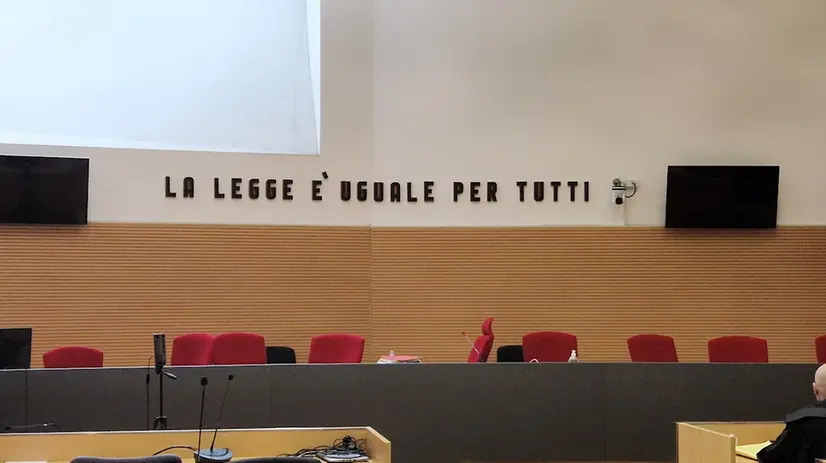 LA LEGGE E' UGUALE PER TUTTI